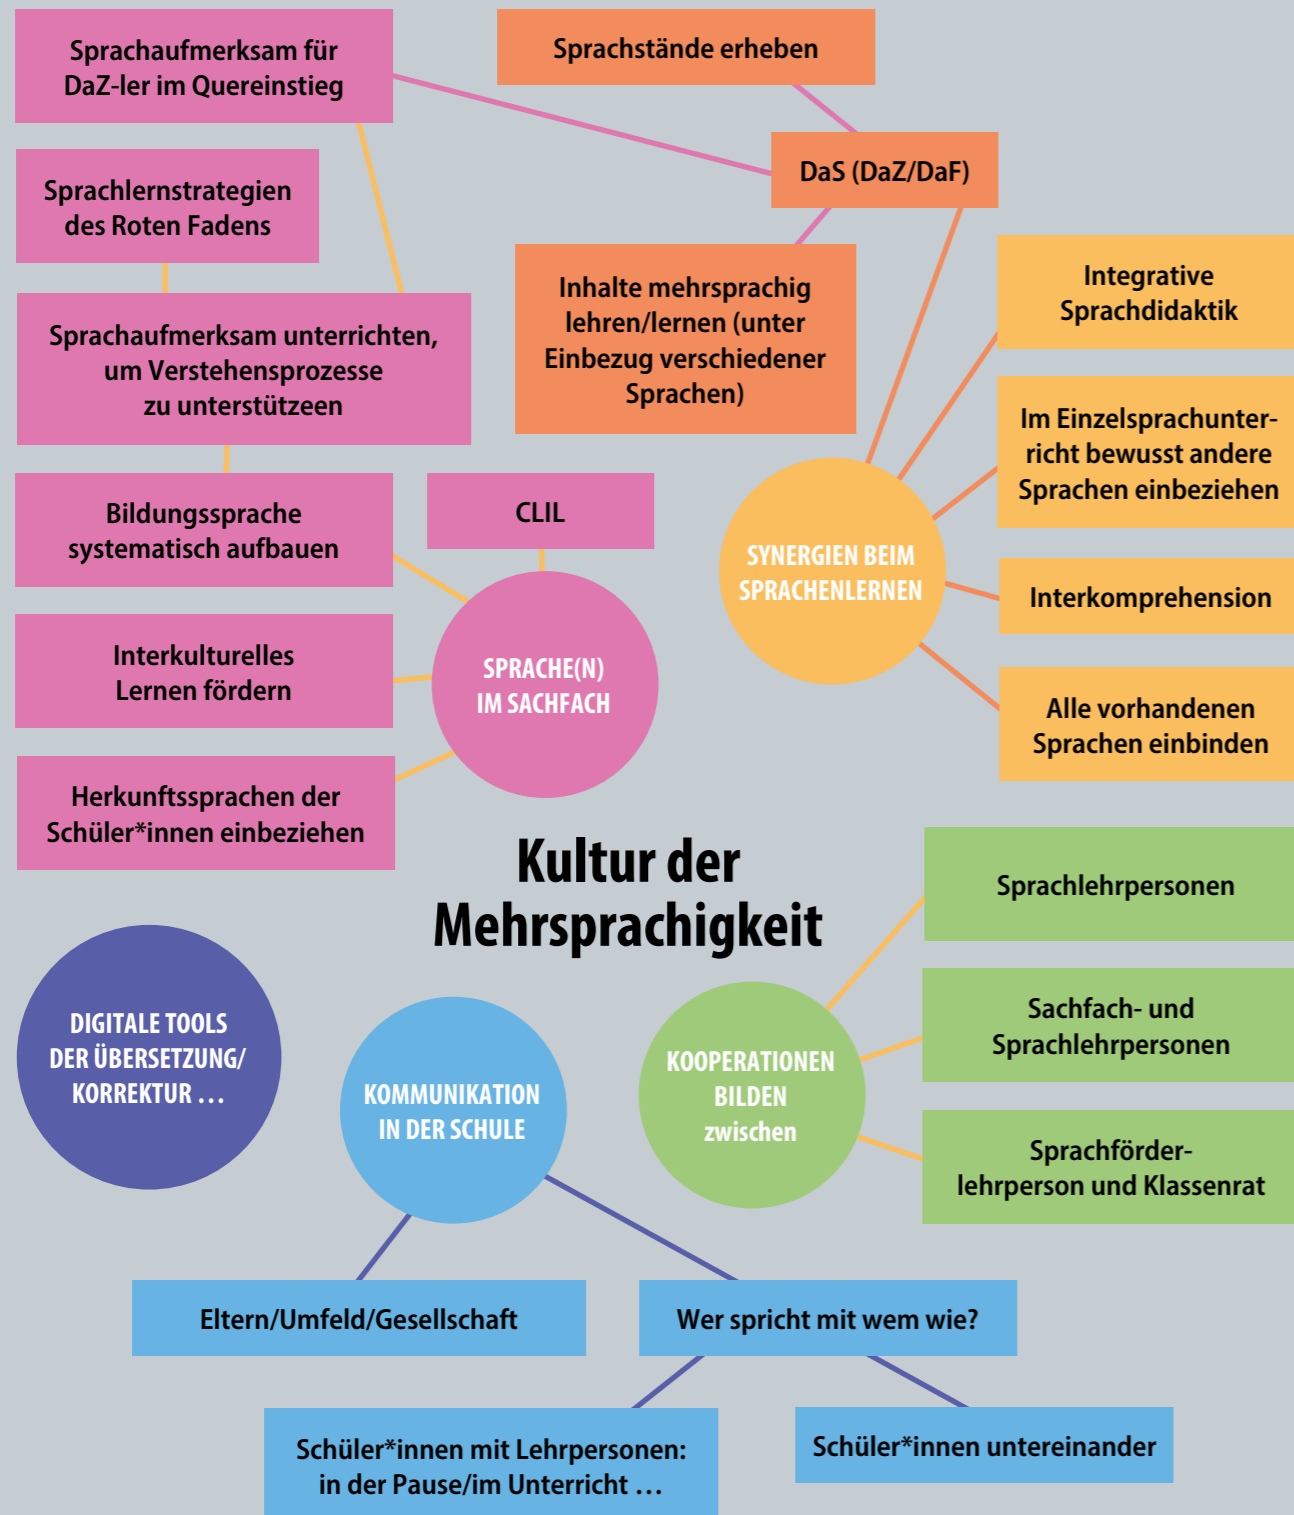 Sprachaufmerksam für
DaZ-ler im Quereinstieg
Sprachstände erheben
DaS (DaZ/DaF)
Sprachlernstrategien
des Roten Fadens
Inhalte mehrsprachig
lehren/lernen (unter
Einbezug verschiedener
Sprachen)
Integrative
Sprachdidaktik
Sprachaufmerksam unterrichten,
um Verstehensprozesse
zu unterstützeen
Im Einzelsprachunter-
richt bewusst andere
Sprachen einbeziehen
Bildungssprache
systematisch aufbauen
CLIL
SYNERGIEN BEIM
SPRACHENLERNEN
Interkomprehension
Interkulturelles
Lernen fördern
SPRACHE(N)
IM SACHFACH
Alle vorhandenen
Sprachen einbinden
Herkunftssprachen der
Schüler*innen einbeziehen
Kultur der
Mehrsprachigkeit
Sprachlehrpersonen
DIGITALE TOOLS
DER ÜBERSETZUNG/
KORREKTUR …
KOMMUNIKATION
IN DER SCHULE
KOOPERATIONEN
BILDEN
zwischen
Sachfach- und
Sprachlehrpersonen
Sprachförder-
lehrperson und Klassenrat
Eltern/Umfeld/Gesellschaft
Wer spricht mit wem wie?
Schüler*innen mit Lehrpersonen:
in der Pause/im Unterricht …
Schüler*innen untereinander